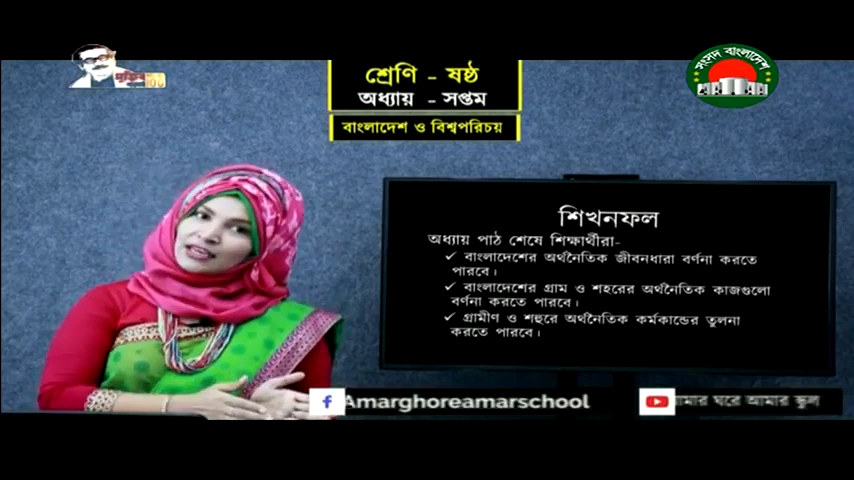 সংসদ বাংলাদেশ
শ্রেণি - ষষ্ঠ
অধ্যায় - সপ্তম
বাংলাদেশ ও বিশ্বপরিচয়
শিখনফল
অধ্যায় পাঠ শেষে শিক্ষার্থীরা-
✓ বাংলাদেশের অর্থনৈতিক জীবনধারা বর্ণনা করতে
পারবে।
✓ বাংলাদেশের গ্রাম ও শহরের অর্থনৈতিক কাজগুলো
বর্ণনা করতে পারবে।
✓ গ্রামীণ ও শহুরে অর্থনৈতিক কর্মকান্ডের তুলনা
করতে পারবে।
Amarghoreamarschool
ঘরে আমার স্কুল